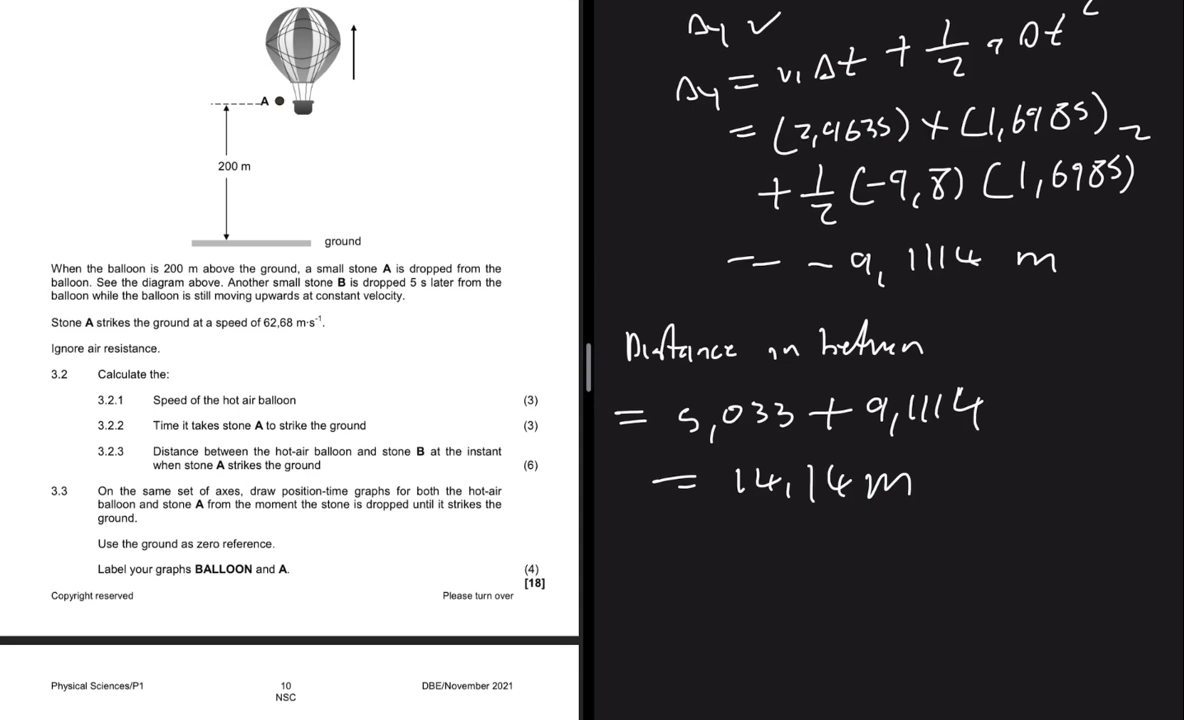 A
200 m
ground
When the balloon is 200 m above the ground, a small stone A is dropped from the
balloon. See the diagram above. Another small stone B is dropped 5 s later from the
balloon while the balloon is still moving upwards at constant velocity.
Stone A strikes the ground at a speed of 62,68 m·s⁻¹.
Ignore air resistance.
3.2 Calculate the:
3.2.1 Speed of the hot air balloon (3)
3.2.2 Time it takes stone A to strike the ground (3)
3.2.3 Distance between the hot-air balloon and stone B at the instant
when stone A strikes the ground (6)
3.3 On the same set of axes, draw position-time graphs for both the hot-air
balloon and stone A from the moment the stone is dropped until it strikes the
ground.
Use the ground as zero reference.
Label your graphs BALLOON and A. (4)
[18]
Copyright reserved Please turn over
Physical Sciences/P1 10 DBE/November 2021
NSC
Δy ✓
Δy = v₁ Δt + 1/2 a Δt²
= (2,9635) × (1,6985)
+ 1/2 (-9,8) (1,6985)²
= - 9,1114 m
Distance in between
= 5,033 + 9,1114
= 14,14 m